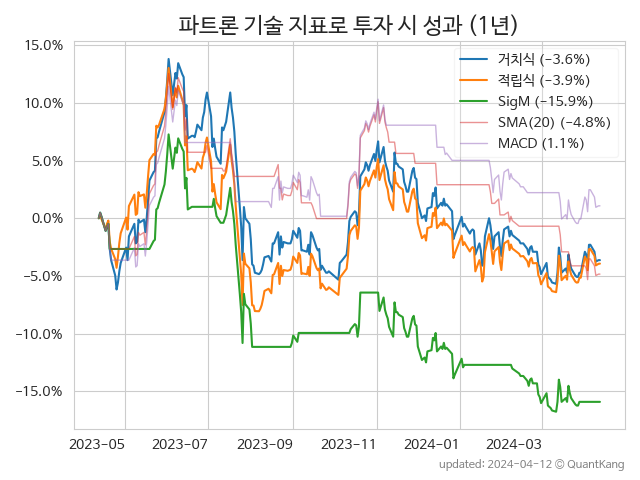 파트론 기술 지표로 투자 시 성과 (1년)
15.0%
10.0%
5.0%
0.0%
−5.0%
−10.0%
−15.0%
거치식 (−3.6%)
적립식 (−3.9%)
SigM (−15.9%)
SMA(20) (−4.8%)
MACD (1.1%)
2023-05
2023-07
2023-09
2023-11
2024-01
2024-03
updated: 2024-04-12 ⓒ QuantKang